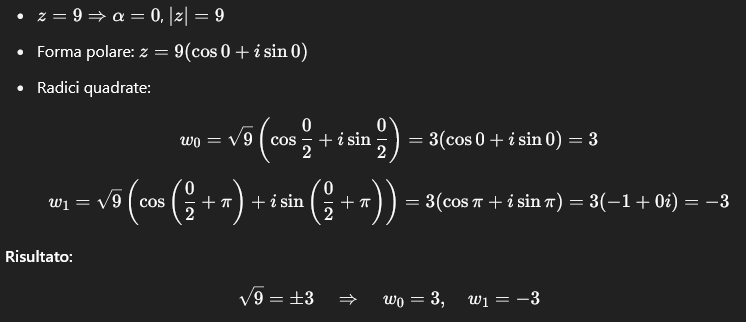 • z = 9 ⇒ α = 0, |z| = 9
• Forma polare: z = 9(cos 0 + i sin 0)
• Radici quadrate:
w₀ = √9 (cos 0/2 + i sin 0/2) = 3(cos 0 + i sin 0) = 3
w₁ = √9 (cos (0/2 + π) + i sin (0/2 + π)) = 3(cos π + i sin π) = 3(−1 + 0i) = −3
Risultato:
√9 = ±3 ⇒ w₀ = 3, w₁ = −3